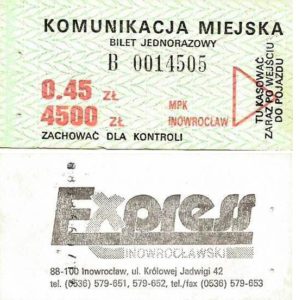 KOMUNIKACJA MIEJSKA
BILET JEDNORAZOWY
B 0014505
0.45 ZŁ
4500 ZŁ
MPK
INOWROCŁAW
ZACHOWAĆ DLA KONTROLI
TU KASOWAĆ
ZARAZ PO WEJŚCIU
DO POJAZDU
Express
INOWROCŁAWSKI
88-100 Inowrocław, ul. Królowej Jadwigi 42
tel. (0536) 579-651, 579-652, tel./fax (0536) 579-653